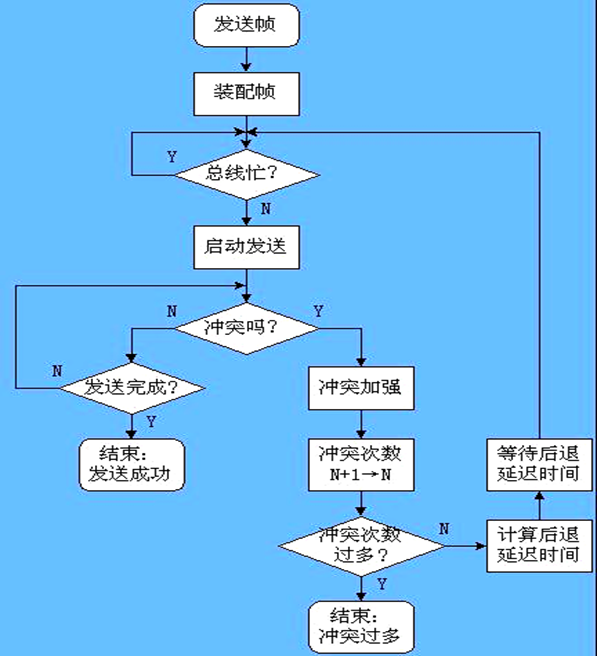 发送帧
装配帧
Y
总线忙?
N
启动发送
N
Y
冲突吗?
N
发送完成?
Y
结束:
发送成功
冲突加强
冲突次数
N+1→N
冲突次数
过多?
N
Y
结束:
冲突过多
等待后退
延迟时间
计算后退
延迟时间